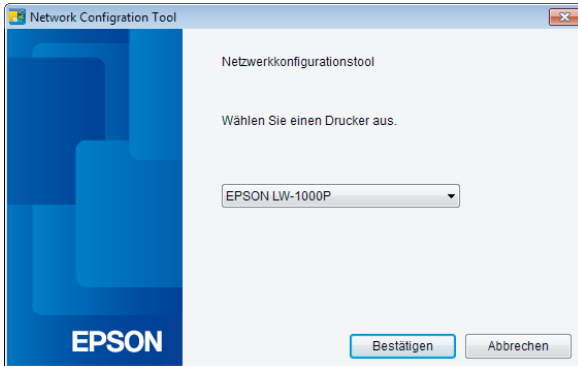 Network Configration Tool
Netzwerkkonfigurationstool
Wählen Sie einen Drucker aus.
EPSON LW-1000P
EPSON
Bestätigen
Abbrechen